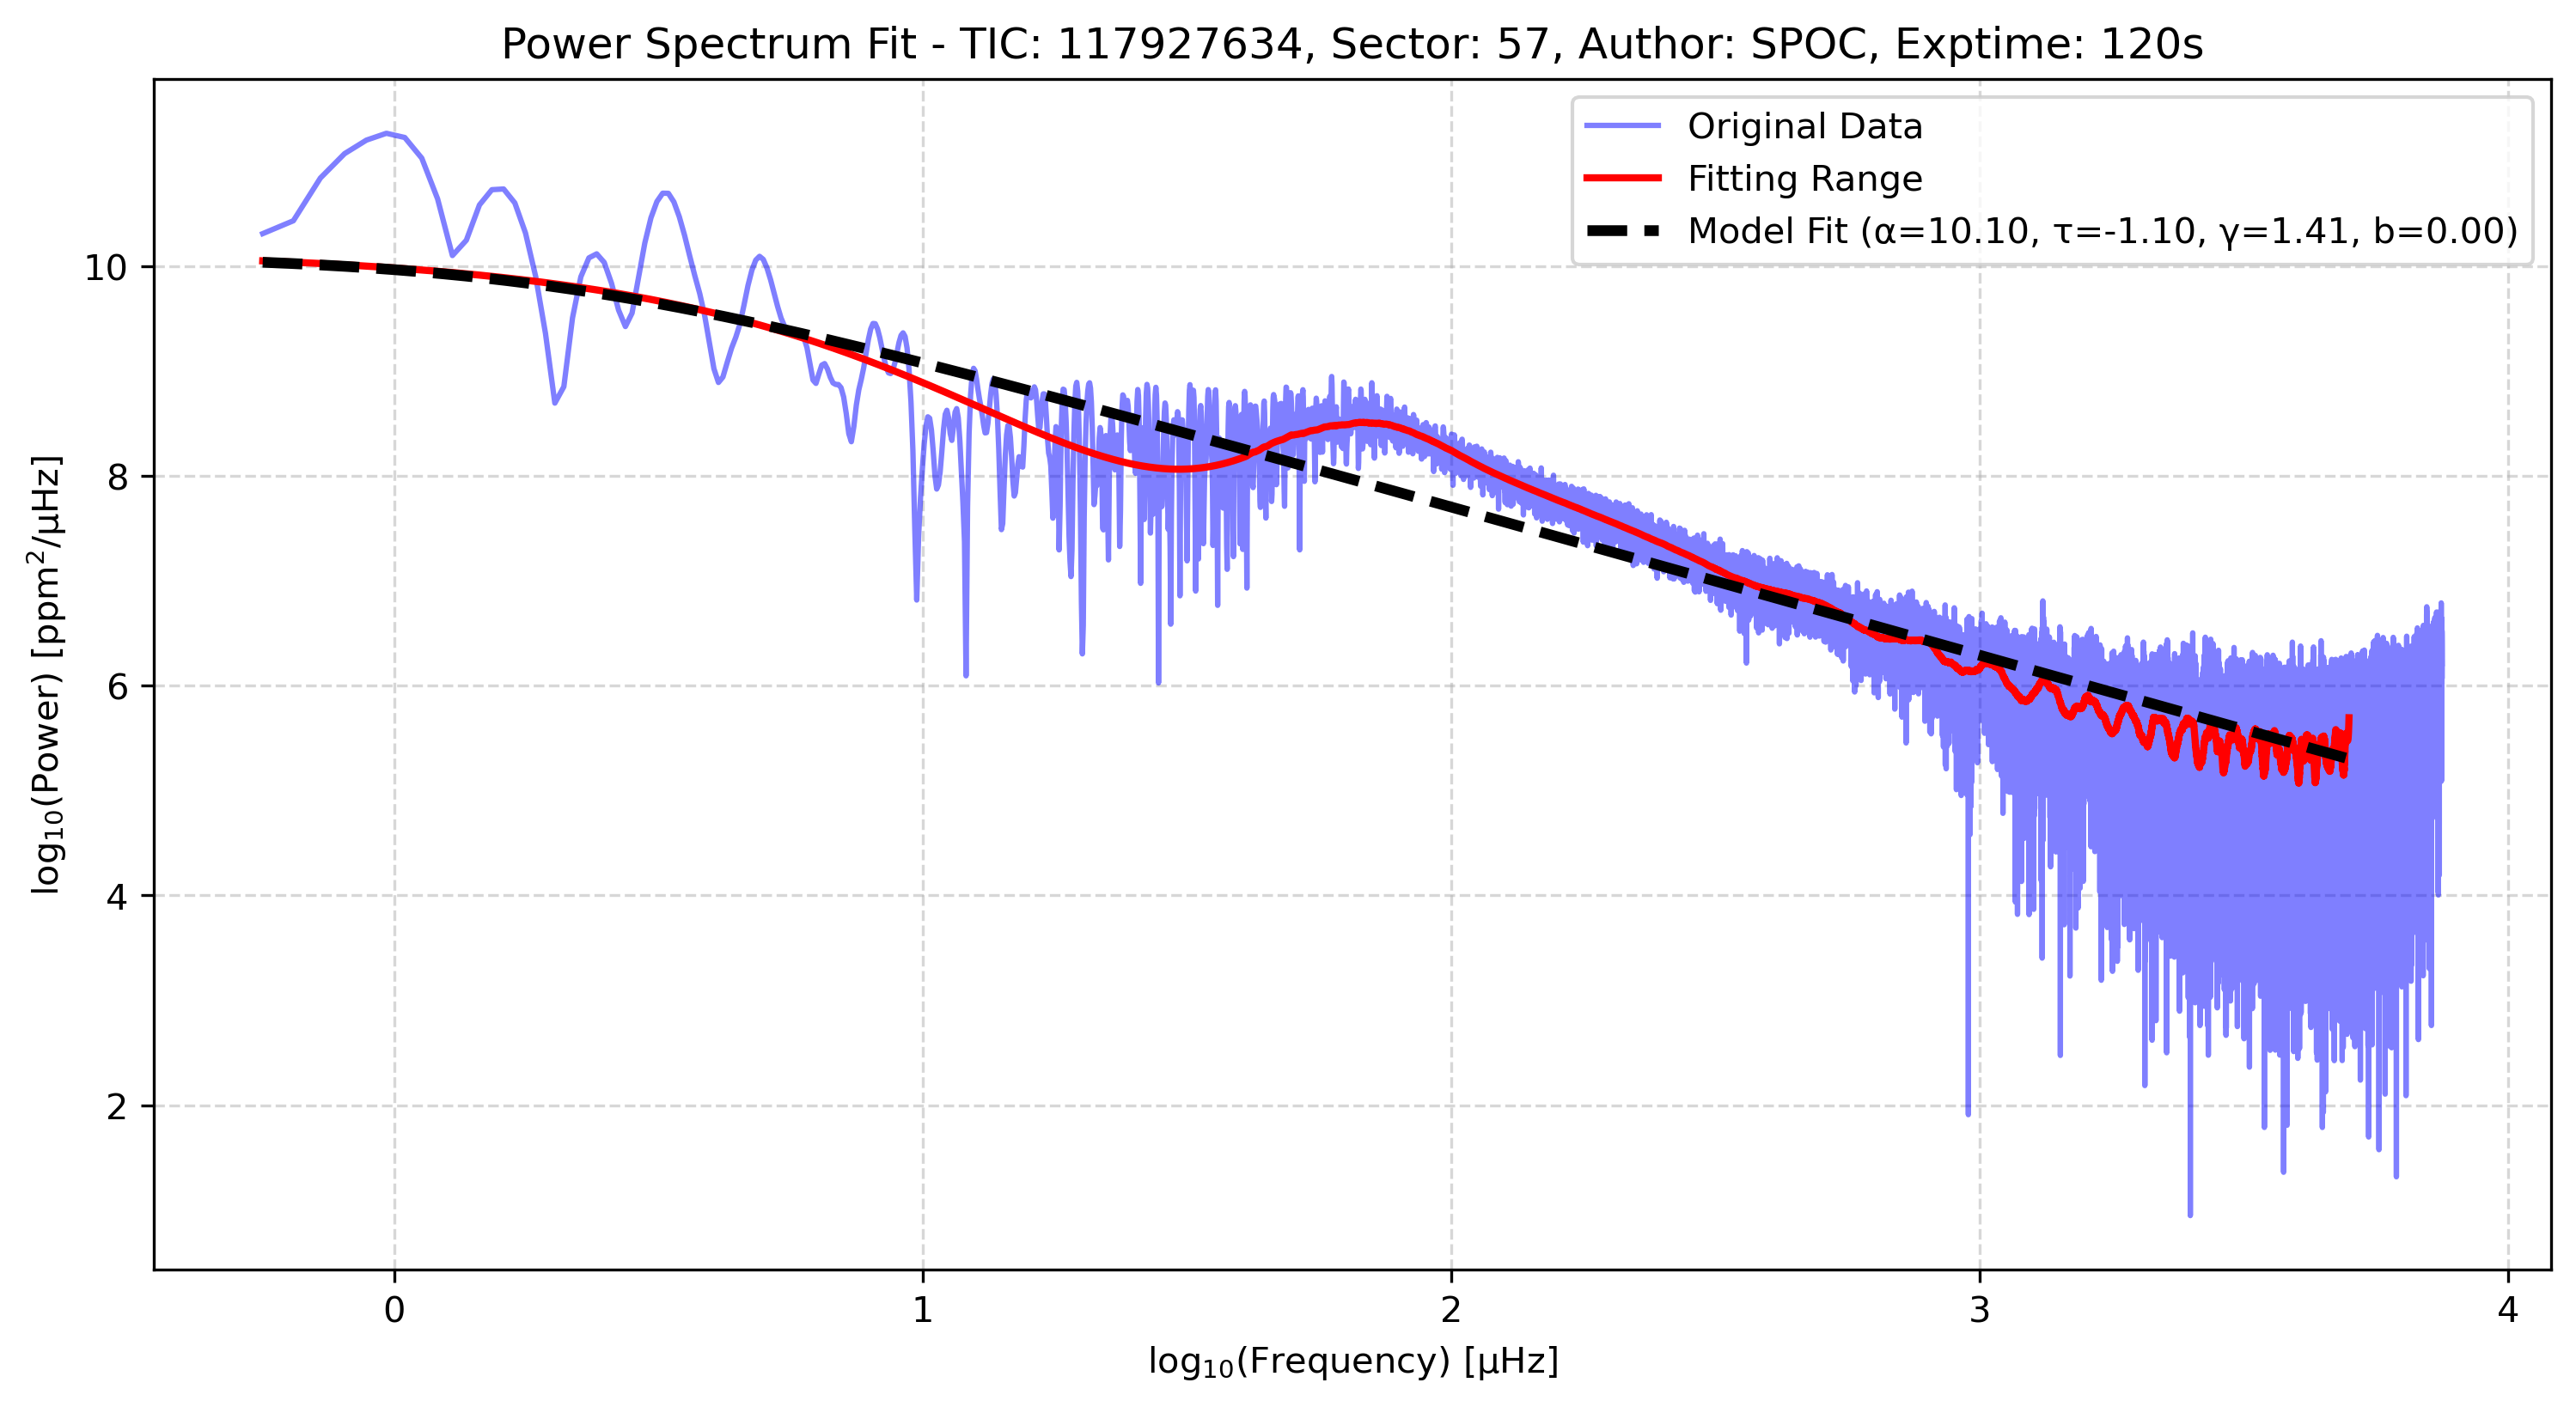 Power Spectrum Fit - TIC: 117927634, Sector: 57, Author: SPOC, Exptime: 120s
Original Data
Fitting Range
Model Fit (α=10.10, τ=-1.10, γ=1.41, b=0.00)
log₁₀(Power) [ppm²/μHz]
10
8
6
4
2
0 1 2 3 4
log₁₀(Frequency) [μHz]